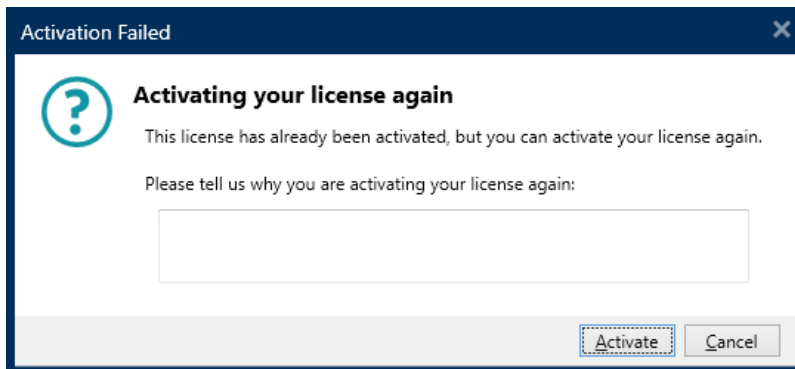 Activation Failed
Activating your license again
This license has already been activated, but you can activate your license again.
Please tell us why you are activating your license again:
Activate Cancel